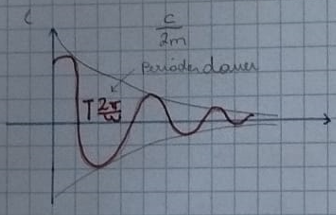 c
c
2m
Periodendauer
T 2π
ω